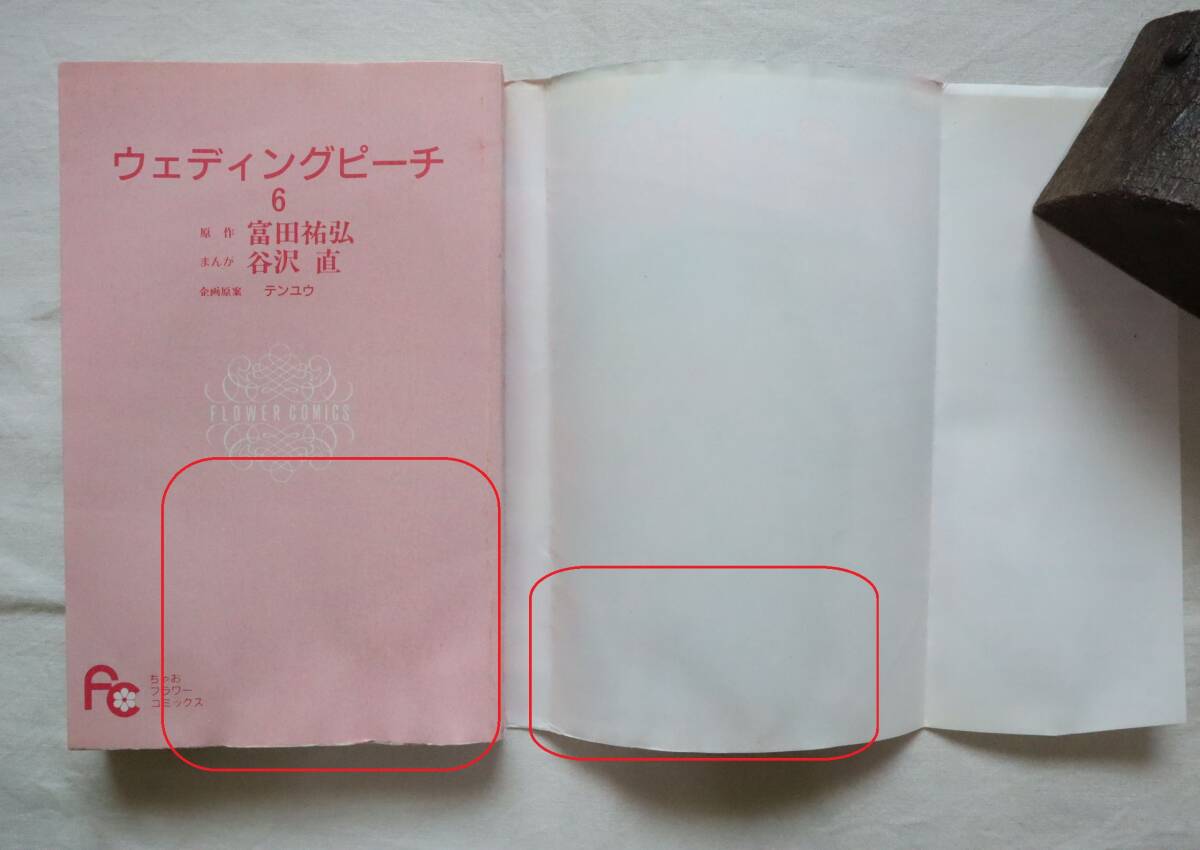 ウェディングピーチ
6
原作 富田祐弘
まんが 谷沢 直
企画原案 テンユウ
FLOWER COMICS
FC
ちゃお
フラワー
コミックス